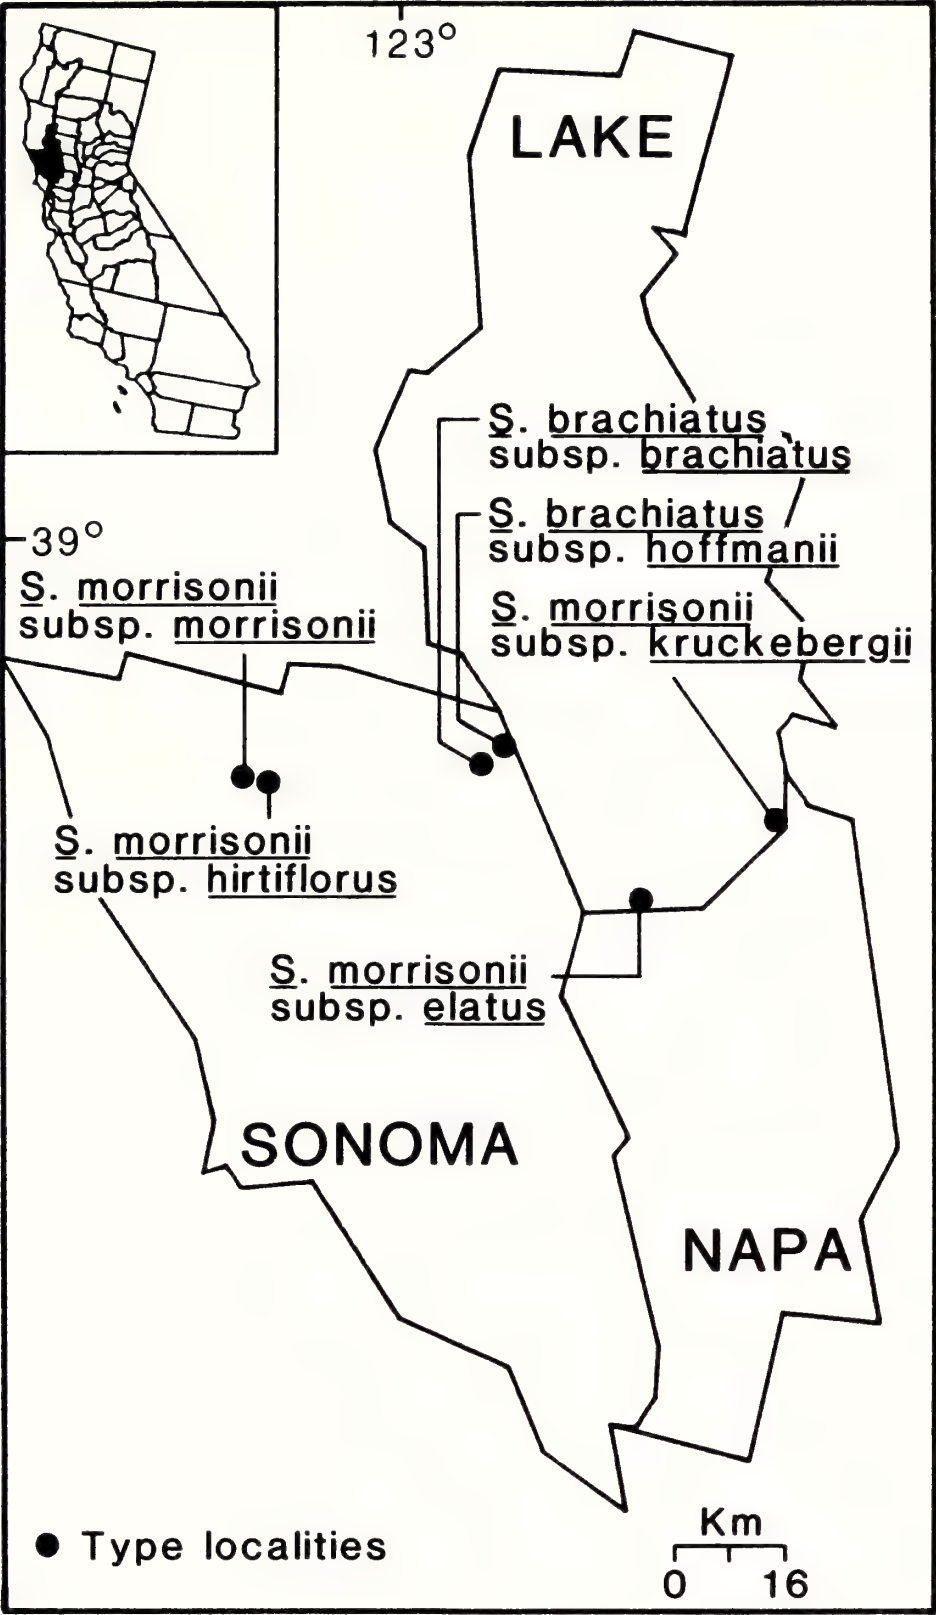 123°
LAKE
S. brachiatus
subsp. brachiatus
S. brachiatus
subsp. hoffmanii
39°
S. morrisonii
subsp. morrisonii
S. morrisonii
subsp. kruckebergii
S. morrisonii
subsp. hirtiflorus
S. morrisonii
subsp. elatus
SONOMA
NAPA
Type localities
Km
0 16